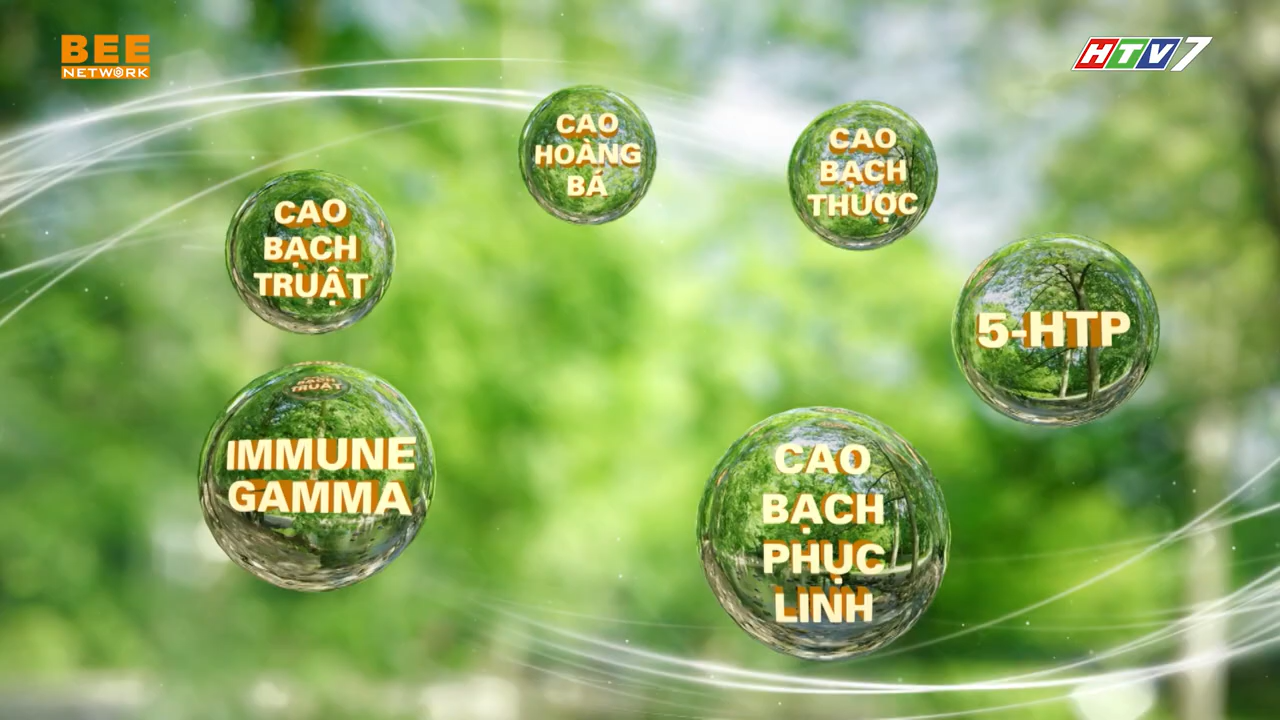 BEE
NETWORK
HTV7
CAO
HOÀNG
BÁ
CAO
BẠCH
THƯỢC
CAO
BẠCH
TRUẬT
5-HTP
IMMUNE
GAMMA
CAO
BẠCH
PHỤC
LINH